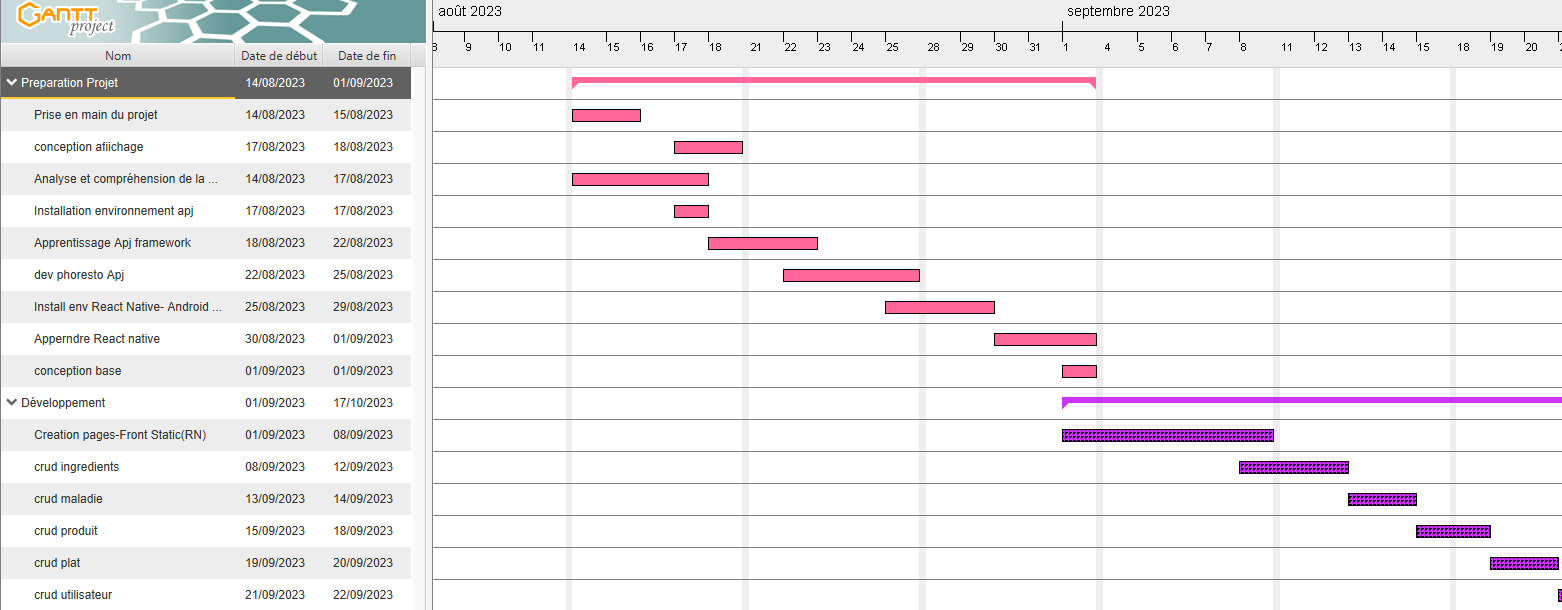 GANTT project
août 2023 septembre 2023
8 9 10 11 14 15 16 17 18 21 22 23 24 25 28 29 30 31 1 4 5 6 7 8 11 12 13 14 15 18 19 20
Nom Date de début Date de fin
Preparation Projet 14/08/2023 01/09/2023
Prise en main du projet 14/08/2023 15/08/2023
conception afiichage 17/08/2023 18/08/2023
Analyse et compréhension de la ... 14/08/2023 17/08/2023
Installation environnement apj 17/08/2023 17/08/2023
Apprentissage Apj framework 18/08/2023 22/08/2023
dev phoresto Apj 22/08/2023 25/08/2023
Install env React Native- Android ... 25/08/2023 29/08/2023
Apperndre React native 30/08/2023 01/09/2023
conception base 01/09/2023 01/09/2023
Développement 01/09/2023 17/10/2023
Creation pages-Front Static(RN) 01/09/2023 08/09/2023
crud ingredients 08/09/2023 12/09/2023
crud maladie 13/09/2023 14/09/2023
crud produit 15/09/2023 18/09/2023
crud plat 19/09/2023 20/09/2023
crud utilisateur 21/09/2023 22/09/2023